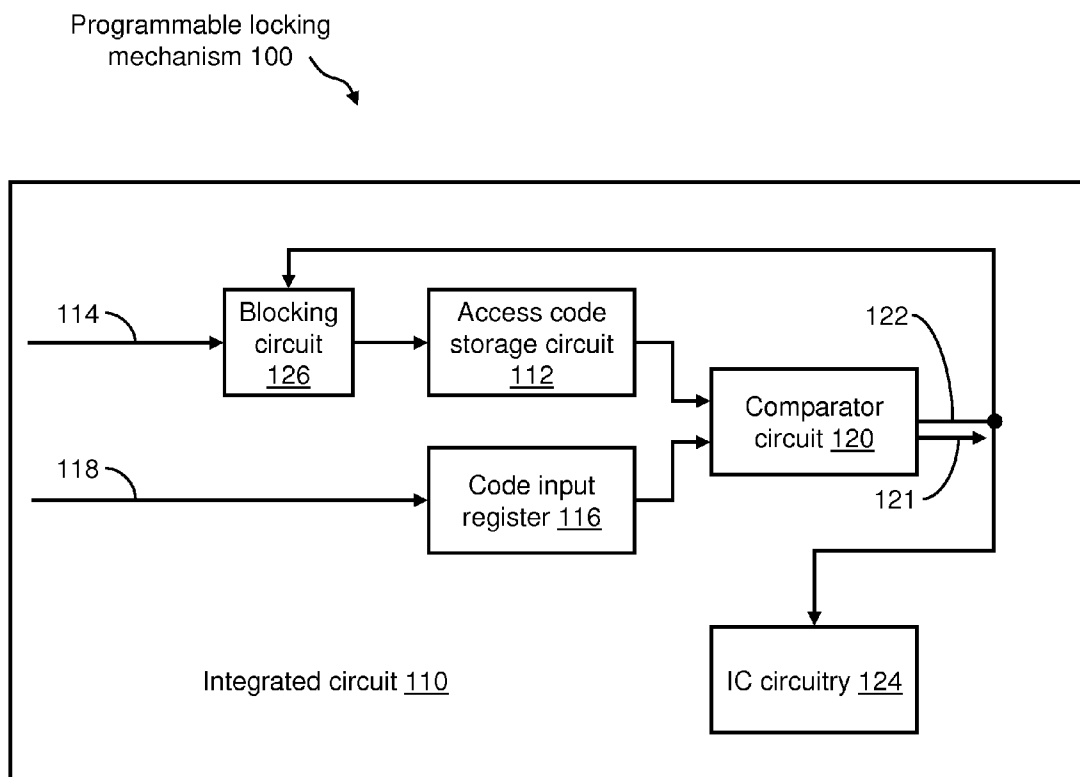 Programmable locking
mechanism 100
114
Blocking
circuit
126
Access code
storage circuit
112
122
Comparator
circuit 120
118
Code input
register 116
121
Integrated circuit 110
IC circuitry 124